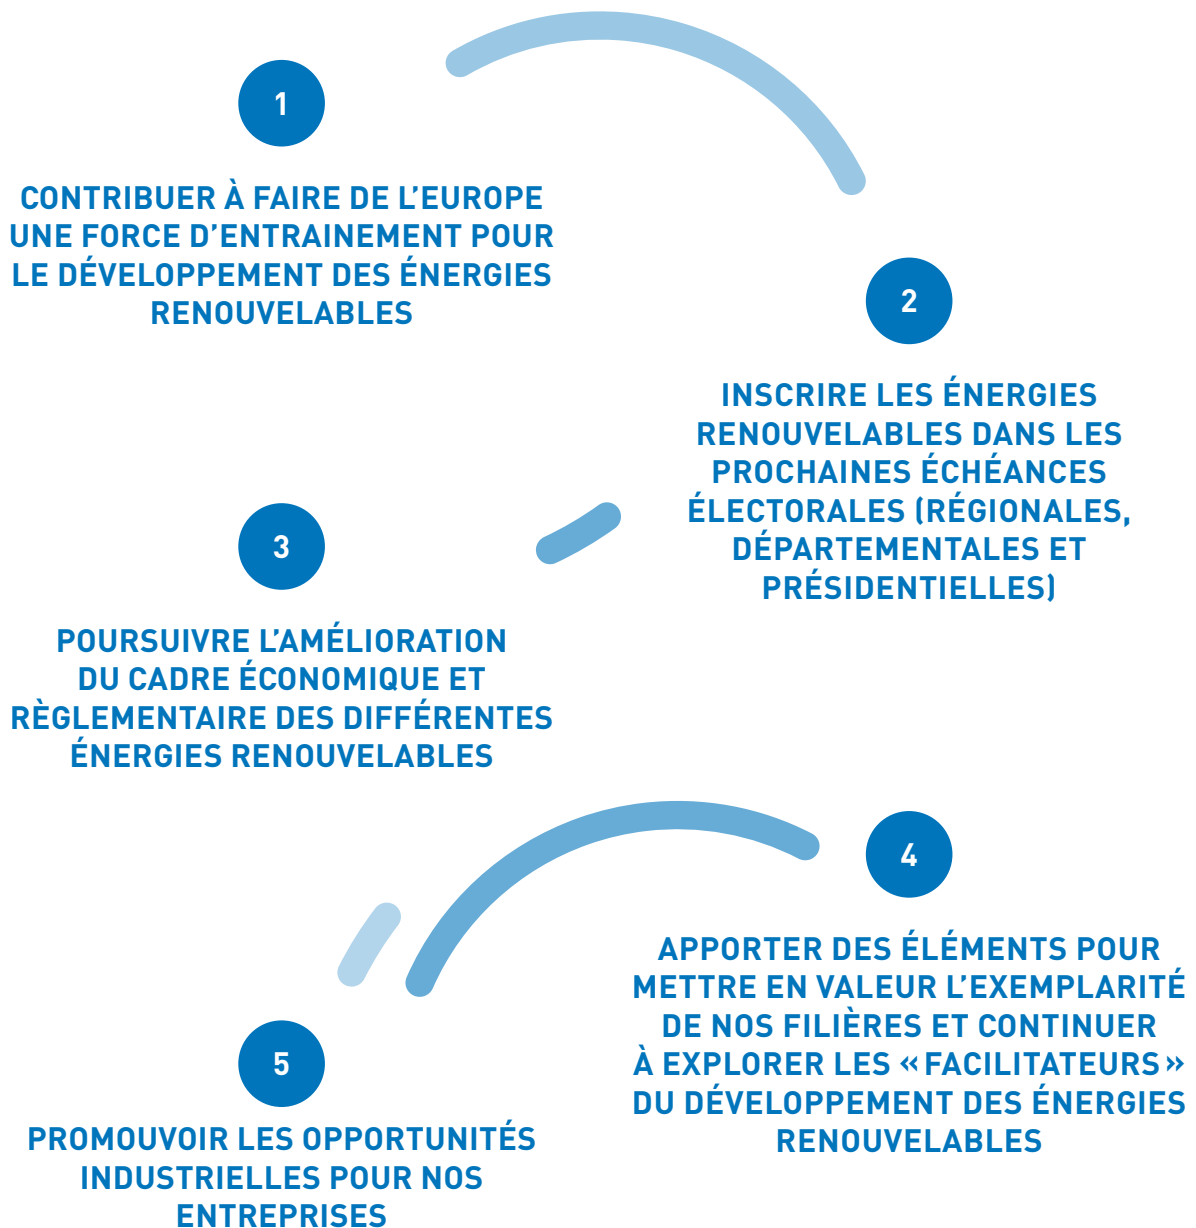 1
CONTRIBUER À FAIRE DE L’EUROPE
UNE FORCE D’ENTRAINEMENT POUR
LE DÉVELOPPEMENT DES ÉNERGIES
RENOUVELABLES
2
INSCRIRE LES ÉNERGIES
RENOUVELABLES DANS LES
PROCHAINES ÉCHÉANCES
ÉLECTORALES (RÉGIONALES,
DÉPARTEMENTALES ET
PRÉSIDENTIELLES)
3
POURSUIVRE L’AMÉLIORATION
DU CADRE ÉCONOMIQUE ET
RÈGLEMENTAIRE DES DIFFÉRENTES
ÉNERGIES RENOUVELABLES
4
APPORTER DES ÉLÉMENTS POUR
METTRE EN VALEUR L’EXEMPLARITÉ
DE NOS FILIÈRES ET CONTINUER
À EXPLORER LES « FACILITATEURS »
DU DÉVELOPPEMENT DES ÉNERGIES
RENOUVELABLES
5
PROMOUVOIR LES OPPORTUNITÉS
INDUSTRIELLES POUR NOS
ENTREPRISES